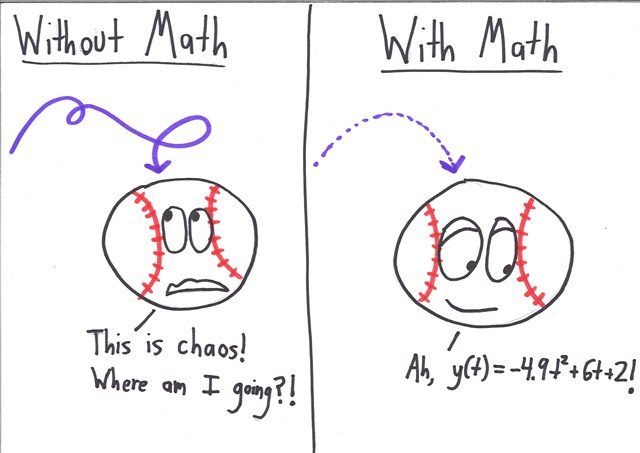 Without Math
This is chaos!
Where am I going?!
With Math
Ah, y(t) = -4.9t²+6t+2!